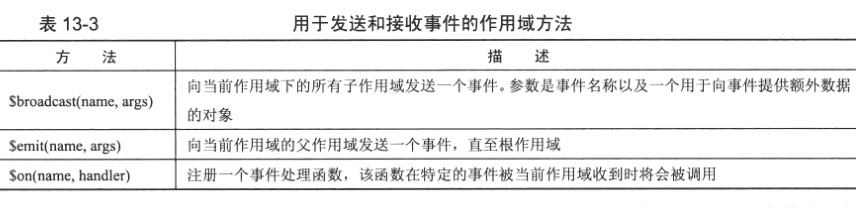 表 13-3 用于发送和接收事件的作用域方法
方 法 描 述
$broadcast(name, args) 向当前作用域下的所有子作用域发送一个事件。参数是事件名称以及一个用于向事件提供额外数据
的对象
$emit(name, args) 向当前作用域的父作用域发送一个事件，直至根作用域
$on(name, handler) 注册一个事件处理函数，该函数在特定的事件被当前作用域收到时将会被调用